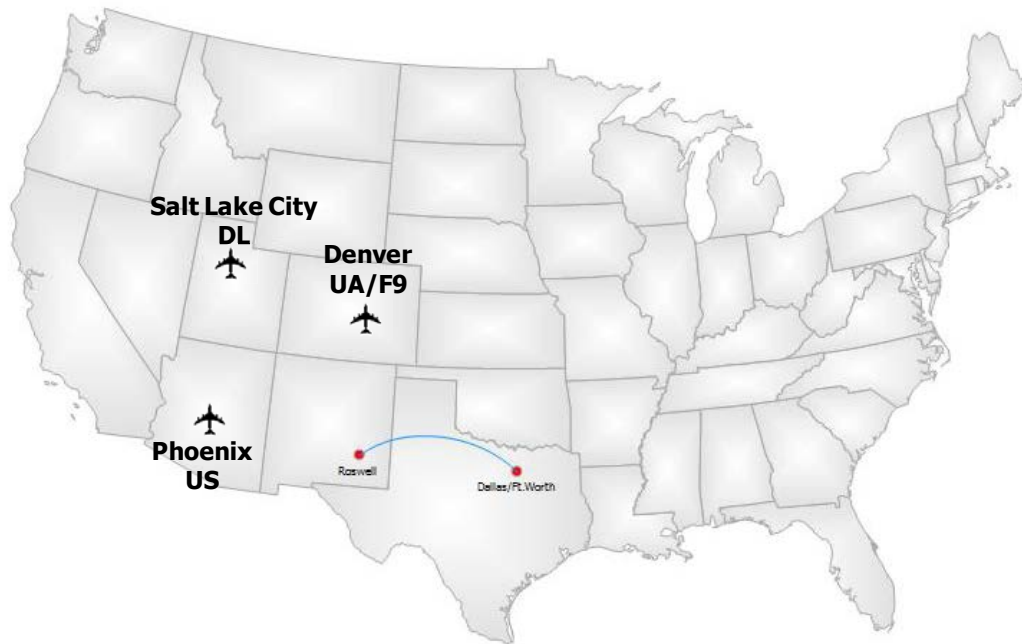 Salt Lake City
DL
Denver
UA/F9
Phoenix
US
Roswell
Dallas/Ft.Worth